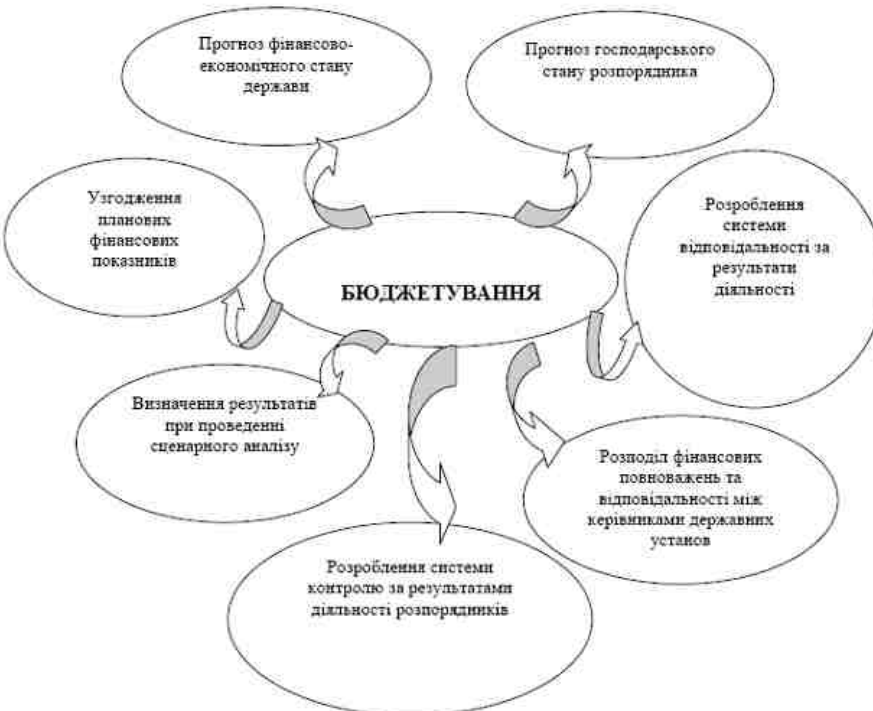 Прогноз фінансово-
економічного стану
держави
Прогноз господарського
стану розпорядника
Узгодження
планових
фінансових
показників
Розроблення
системи
відповідальності за
результати
діяльності
БЮДЖЕТУВАННЯ
Визначення результатів
при проведенні
сценарного аналізу
Розподіл фінансових
повноважень та
відповідальності між
керівниками державних
установ
Розроблення системи
контролю за результатами
діяльності розпорядників